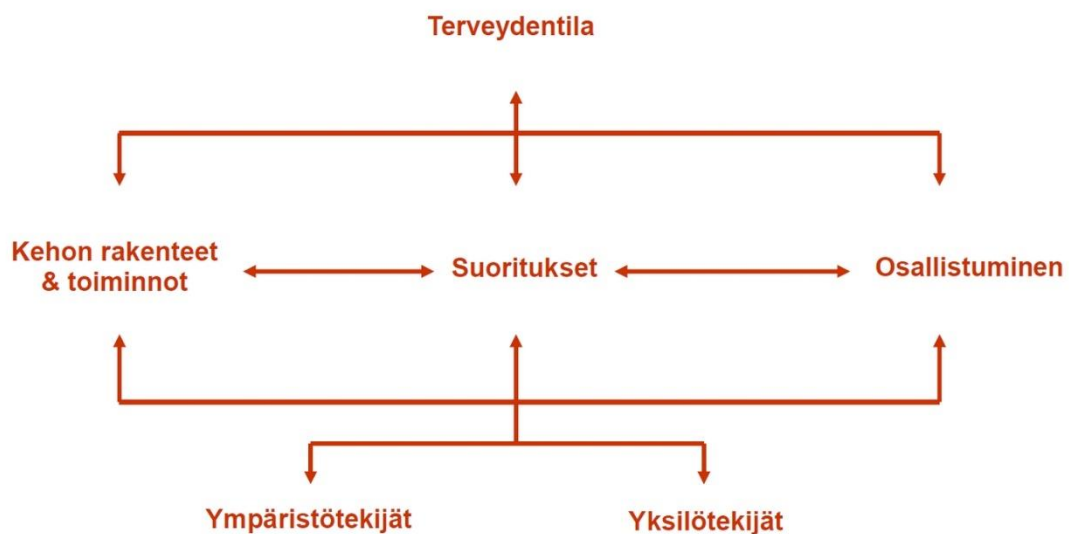 Terveydentila
Kehon rakenteet
& toiminnot
Suoritukset
Osallistuminen
Ympäristötekijät
Yksilötekijät